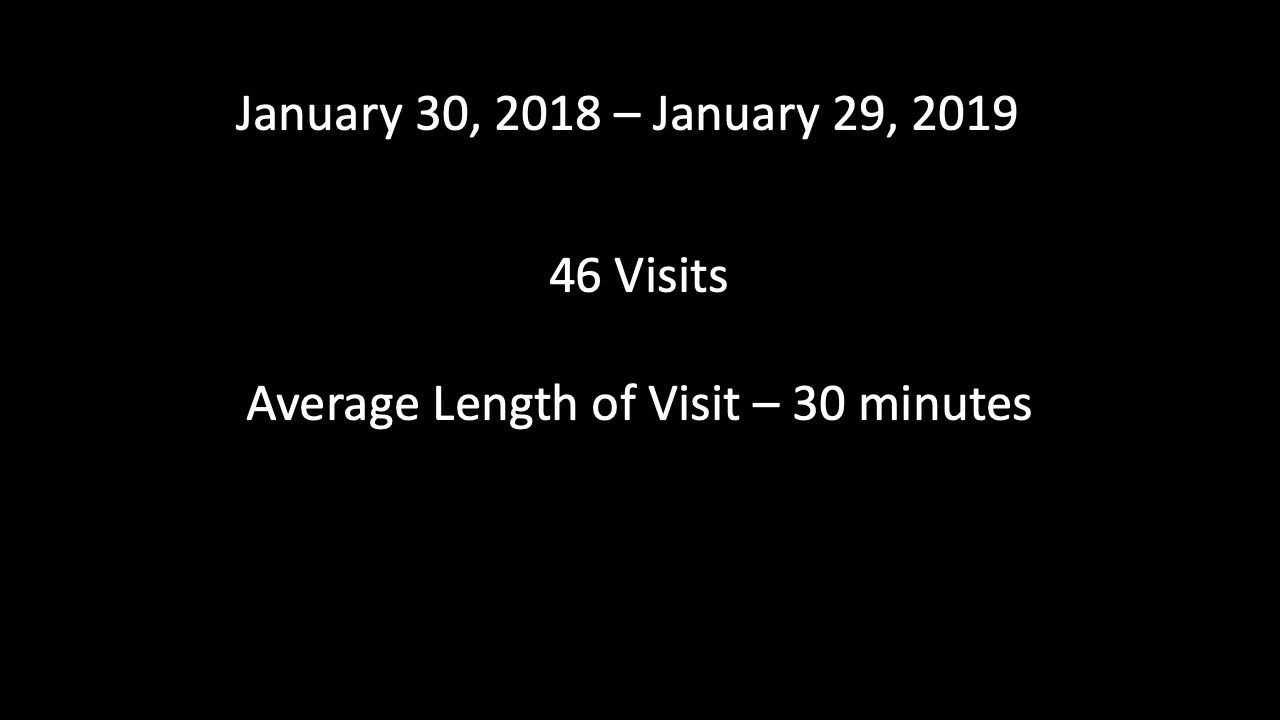 January 30, 2018 – January 29, 2019
46 Visits
Average Length of Visit – 30 minutes